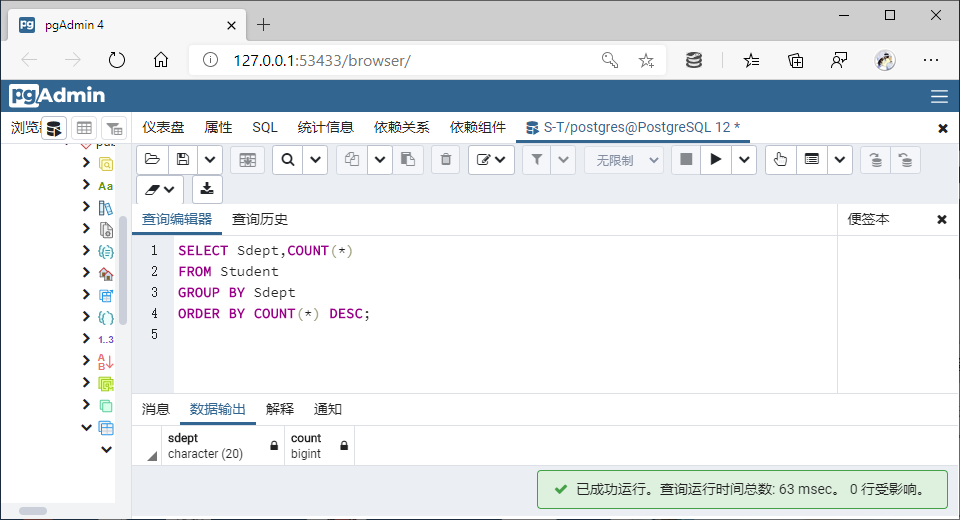 pgAdmin 4
127.0.0.1:53433/browser/
pgAdmin
浏览 仪表盘 属性 SQL 统计信息 依赖关系 依赖组件 S-T/postgres@PostgreSQL 12 *
无限制
查询编辑器 查询历史 便签本
1 SELECT Sdept,COUNT(*)
2 FROM Student
3 GROUP BY Sdept
4 ORDER BY COUNT(*) DESC;
5
Aa
1..3
A
B
消息 数据输出 解释 通知
sdept count
character (20) bigint
已成功运行。查询运行时间总数: 63 msec。 0 行受影响。